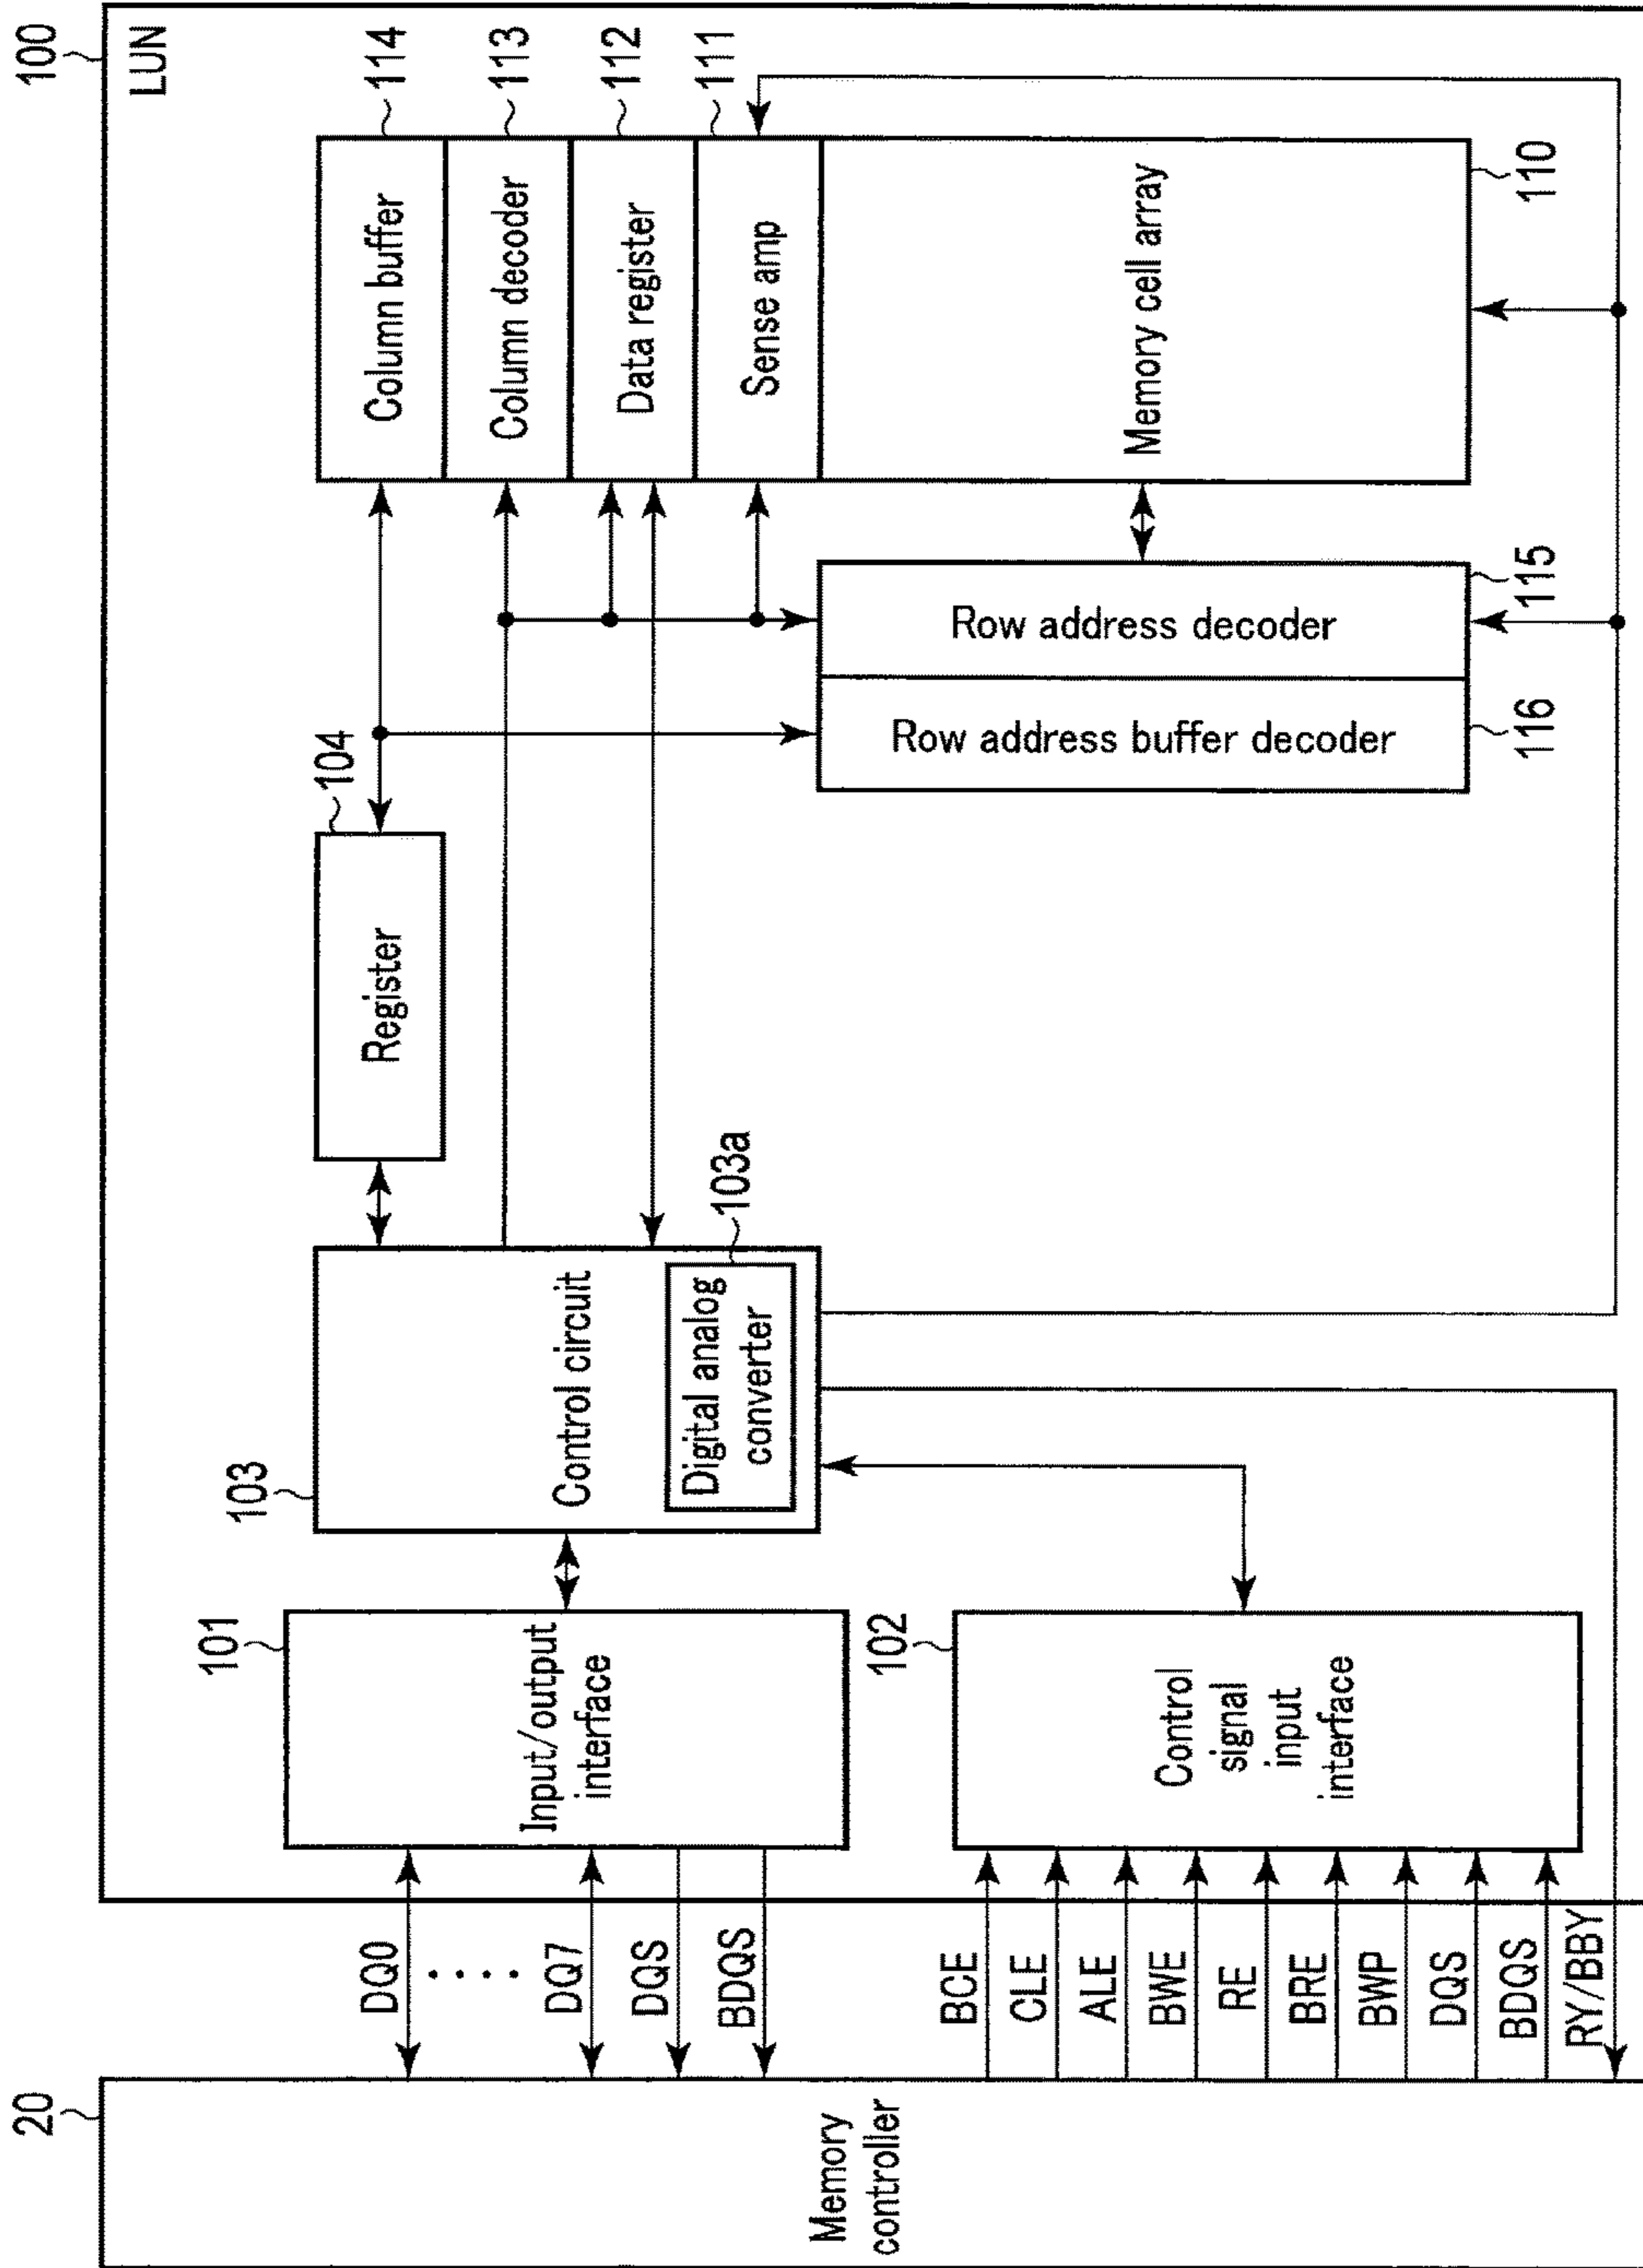 20
Memory
controller
DQ0
DQ7
DQS
BDQS
BCE
CLE
ALE
BWE
RE
BRE
BWP
DQS
BDQS
RY/BBY
100
LUN
101
Input/output
interface
102
Control
signal
input
interface
103
Control circuit
103a
Digital analog
converter
104
Register
114
Column buffer
113
Column decoder
112
Data register
111
Sense amp
110
Memory cell array
115
Row address decoder
116
Row address buffer decoder